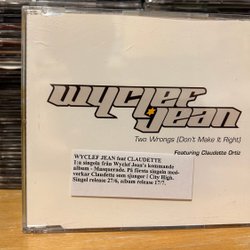 wyclef
jean
Two Wrongs (Don't Make It Right)
Featuring Claudette Ortiz
WYCLEF JEAN feat CLAUDETTE
1:a singeln från Wyclef Jean's kommande
album - Masquerade. På första singeln med-
verkar Claudette som sjunger i City High.
Singel release 27/6, album release 17/7.